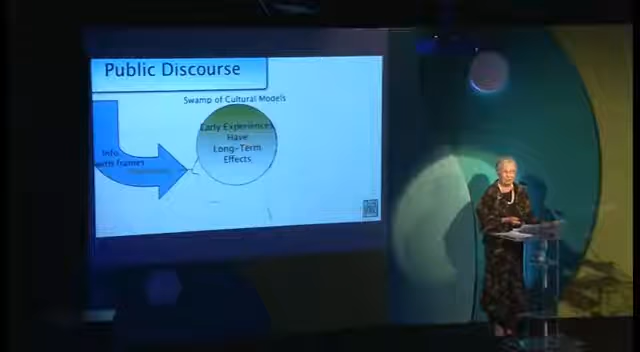 Public Discourse
Swamp of Cultural Models
Early Experiences
Have
Long-Term
Effects
Info
with frames